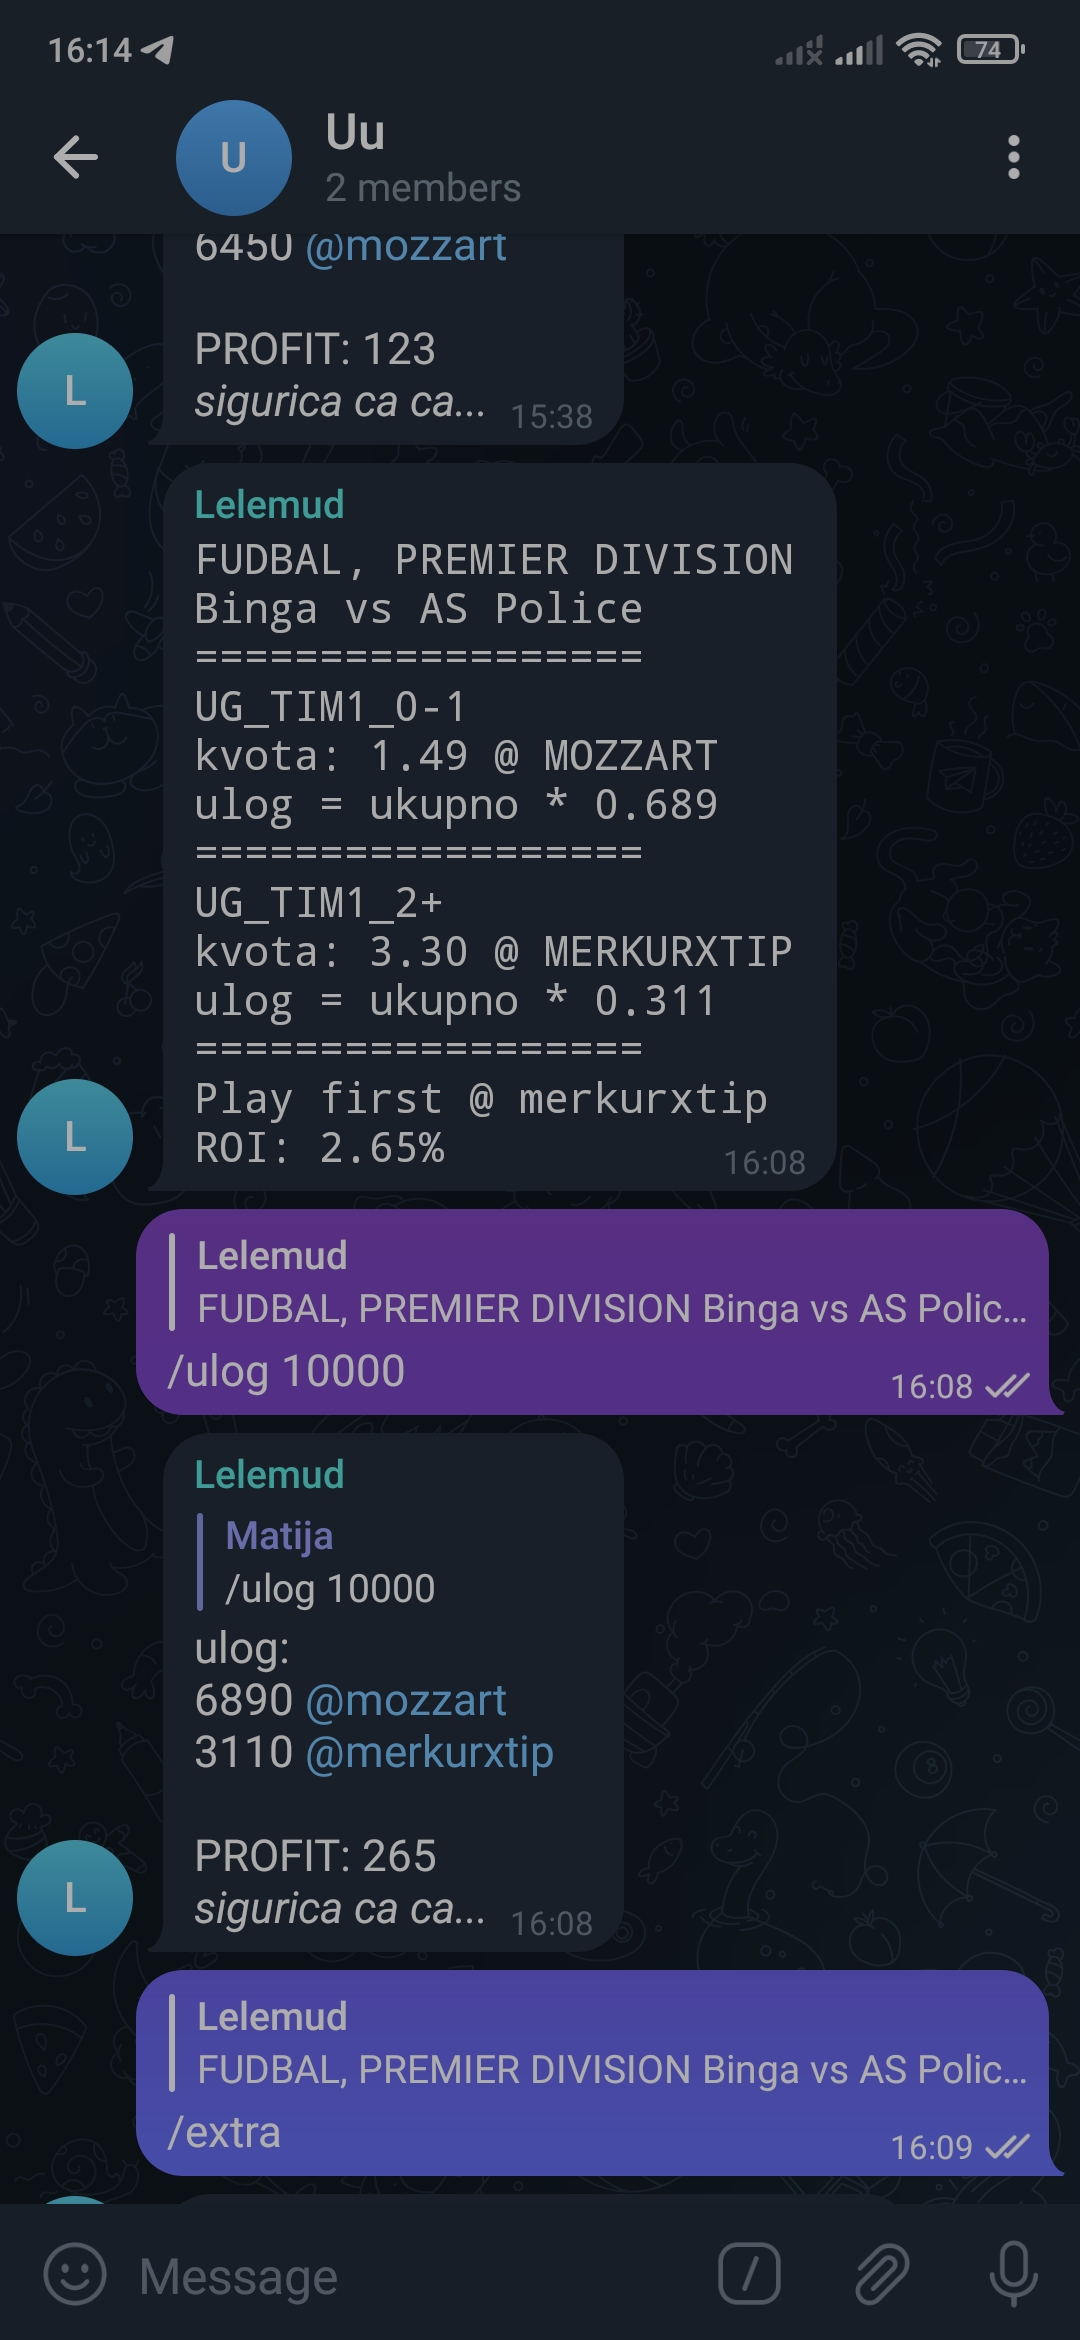 16:14
74
U
Uu
2 members
6450 @mozzart
PROFIT: 123
sigurica ca ca...
15:38
L
Lelemud
FUDBAL, PREMIER DIVISION
Binga vs AS Police
==================
UG_TIM1_0-1
kvota: 1.49 @ MOZZART
ulog = ukupno * 0.689
==================
UG_TIM1_2+
kvota: 3.30 @ MERKURXTIP
ulog = ukupno * 0.311
==================
Play first @ merkurxtip
ROI: 2.65%
16:08
L
Lelemud
FUDBAL, PREMIER DIVISION Binga vs AS Polic...
/ulog 10000
16:08
Lelemud
Matija
/ulog 10000
ulog:
6890 @mozzart
3110 @merkurxtip
PROFIT: 265
sigurica ca ca...
16:08
L
Lelemud
FUDBAL, PREMIER DIVISION Binga vs AS Polic...
/extra
16:09
Message